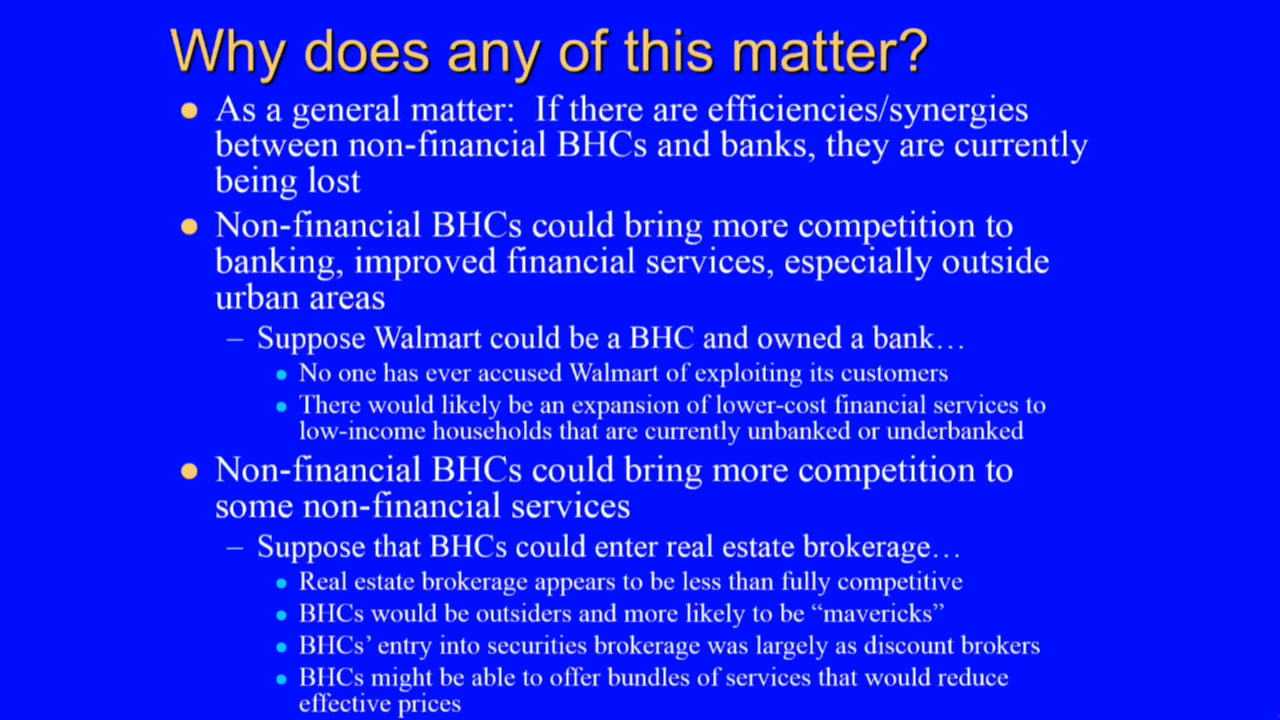 Why does any of this matter?
As a general matter: If there are efficiencies/synergies
between non-financial BHCs and banks, they are currently
being lost
Non-financial BHCs could bring more competition to
banking, improved financial services, especially outside
urban areas
– Suppose Walmart could be a BHC and owned a bank…
No one has ever accused Walmart of exploiting its customers
There would likely be an expansion of lower-cost financial services to
low-income households that are currently unbanked or underbanked
Non-financial BHCs could bring more competition to
some non-financial services
– Suppose that BHCs could enter real estate brokerage…
Real estate brokerage appears to be less than fully competitive
BHCs would be outsiders and more likely to be “mavericks”
BHCs’ entry into securities brokerage was largely as discount brokers
BHCs might be able to offer bundles of services that would reduce
effective prices